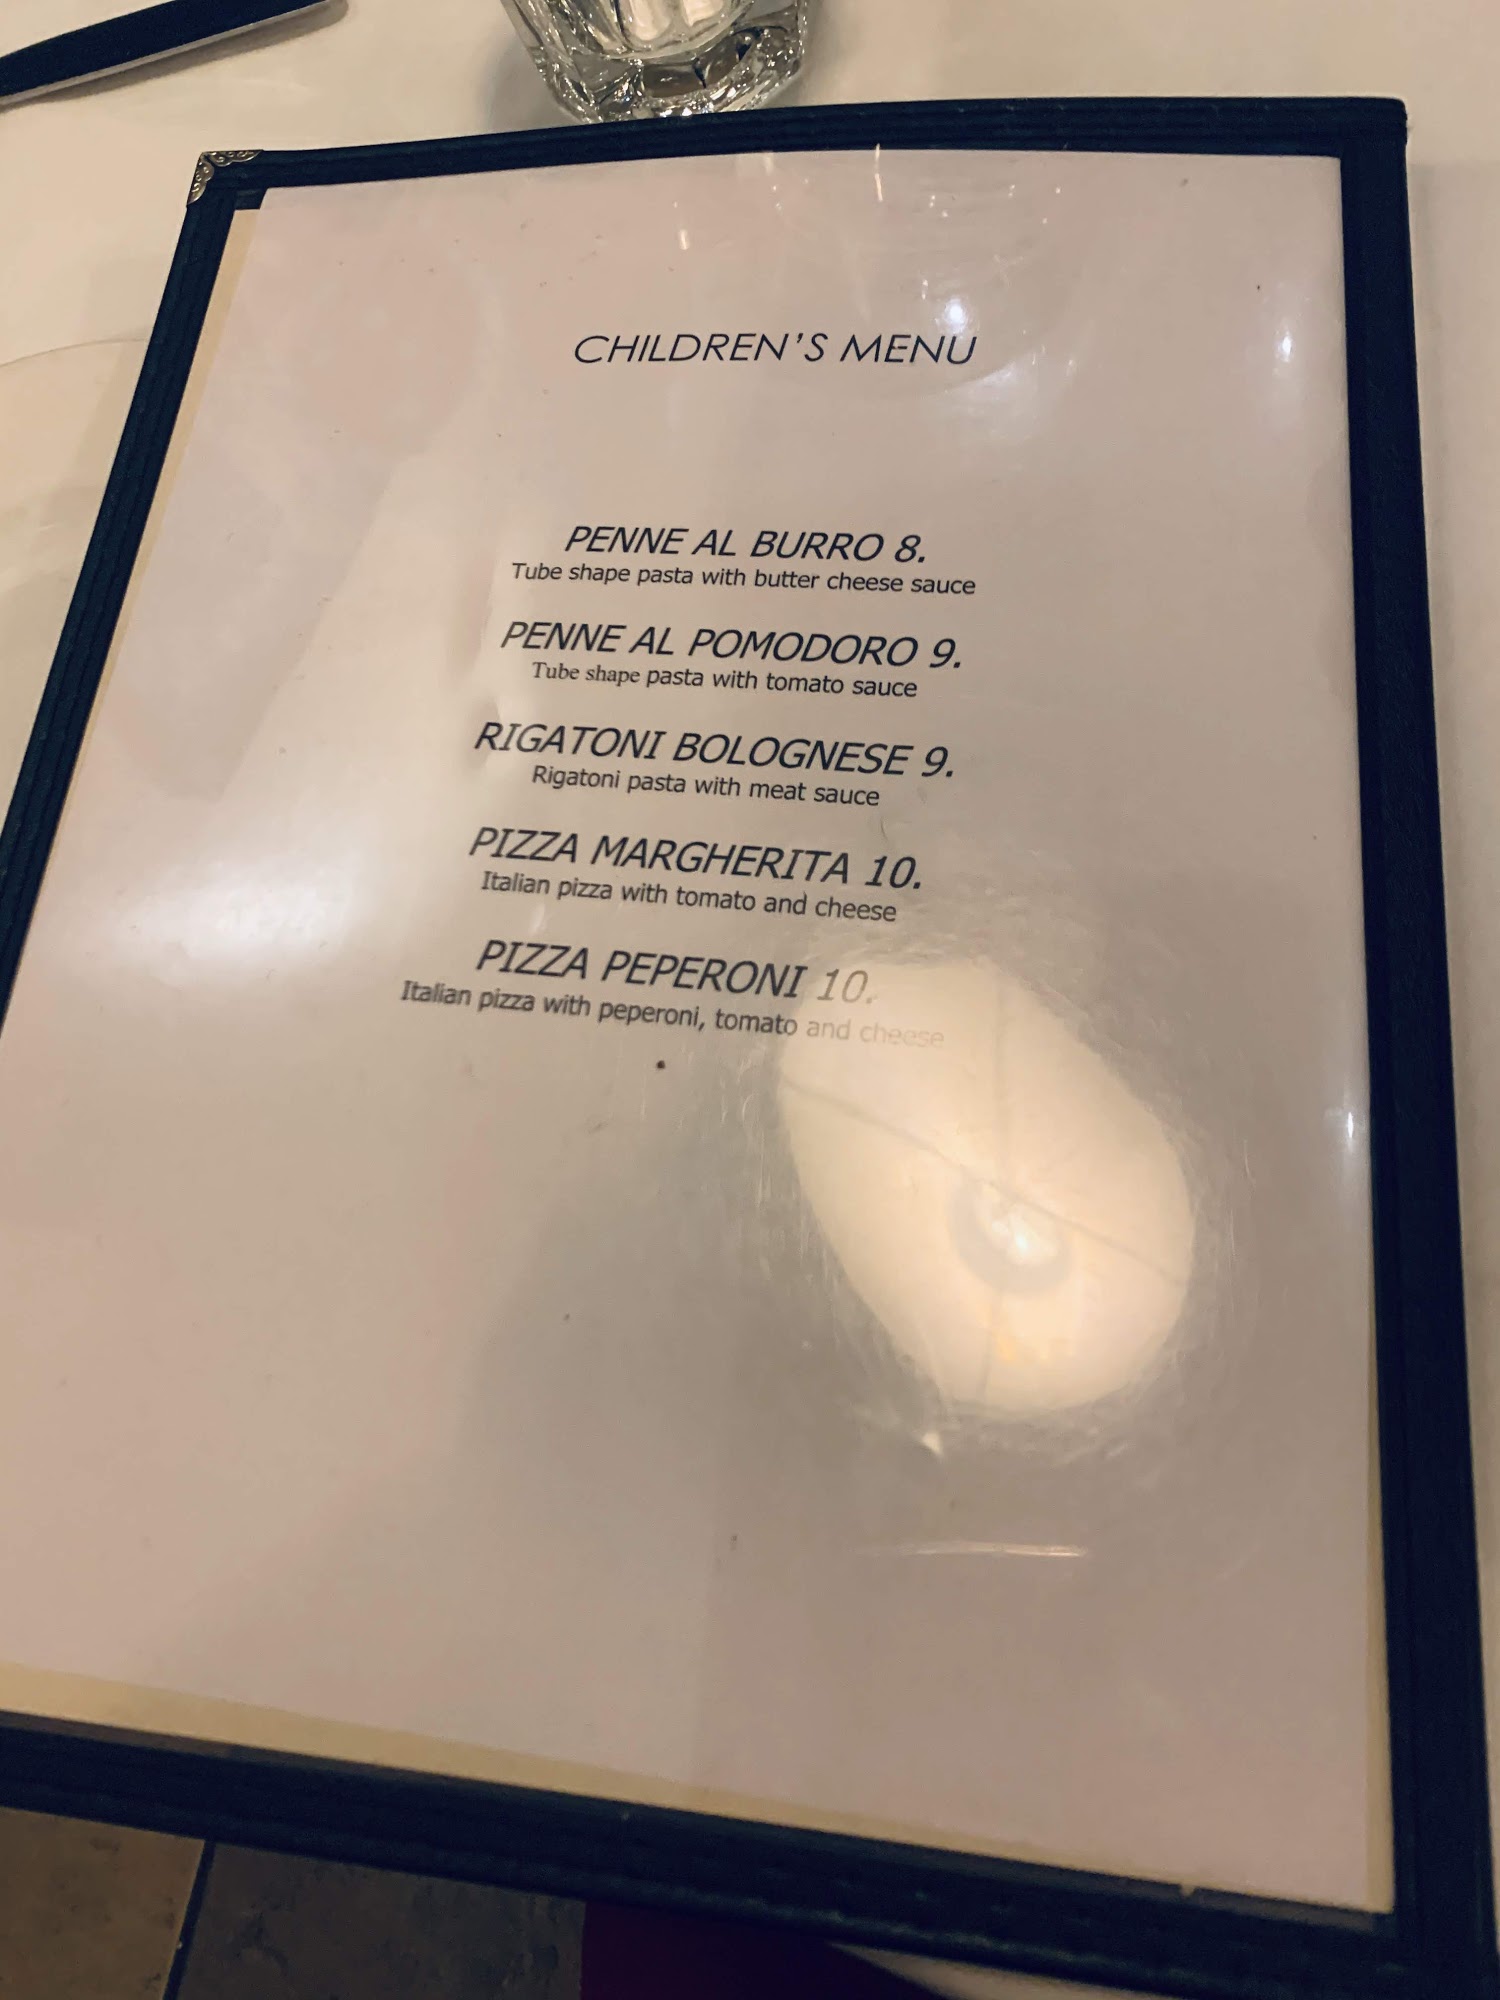 CHILDREN'S MENU
PENNE AL BURRO 8.
Tube shape pasta with butter cheese sauce
PENNE AL POMODORO 9.
Tube shape pasta with tomato sauce
RIGATONI BOLOGNESE 9.
Rigatoni pasta with meat sauce
PIZZA MARGHERITA 10.
Italian pizza with tomato and cheese
PIZZA PEPERONI 10.
Italian pizza with peperoni, tomato and cheese